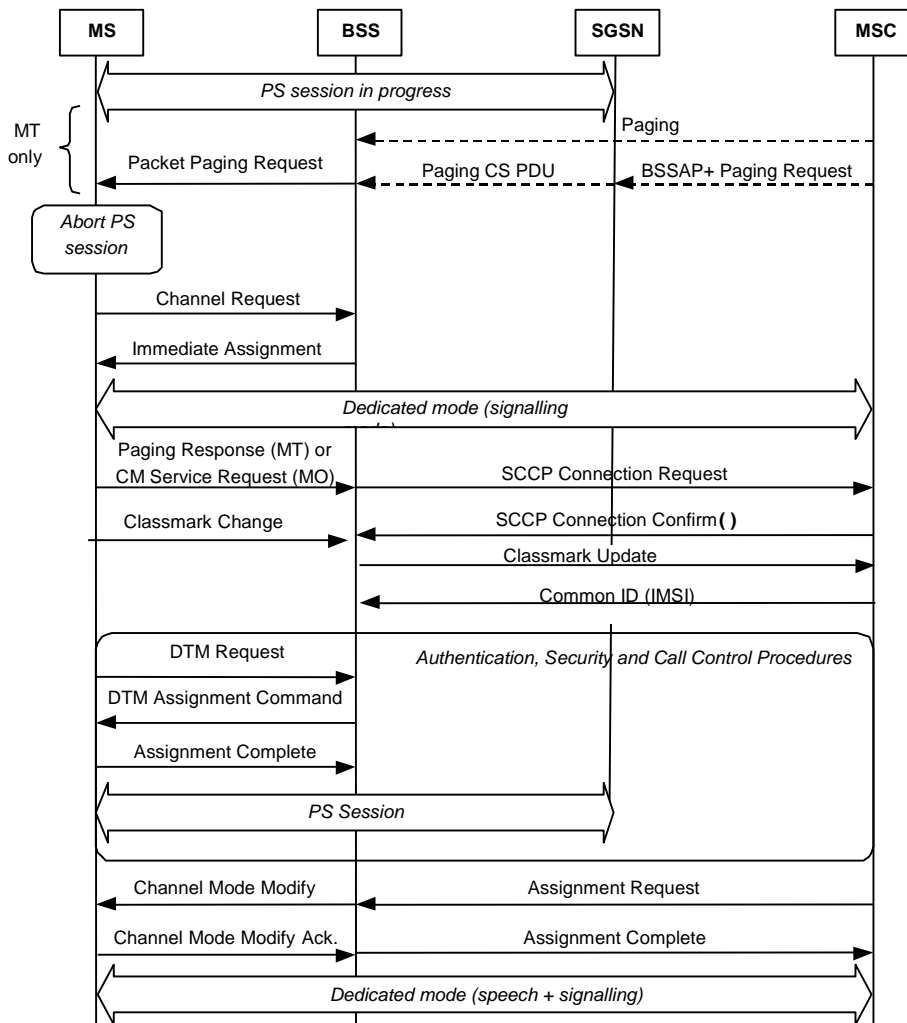 MS
BSS
SGSN
MSC
PS session in progress
MT
only
Paging
Packet Paging Request
Paging CS PDU
BSSAP+ Paging Request
Abort PS
session
Channel Request
Immediate Assignment
Dedicated mode (signalling
Paging Response (MT) or
CM Service Request (MO)
SCCP Connection Request
Classmark Change
SCCP Connection Confirm( )
Classmark Update
Common ID (IMSI)
DTM Request
Authentication, Security and Call Control Procedures
DTM Assignment Command
Assignment Complete
PS Session
Channel Mode Modify
Assignment Request
Channel Mode Modify Ack.
Assignment Complete
Dedicated mode (speech + signalling)